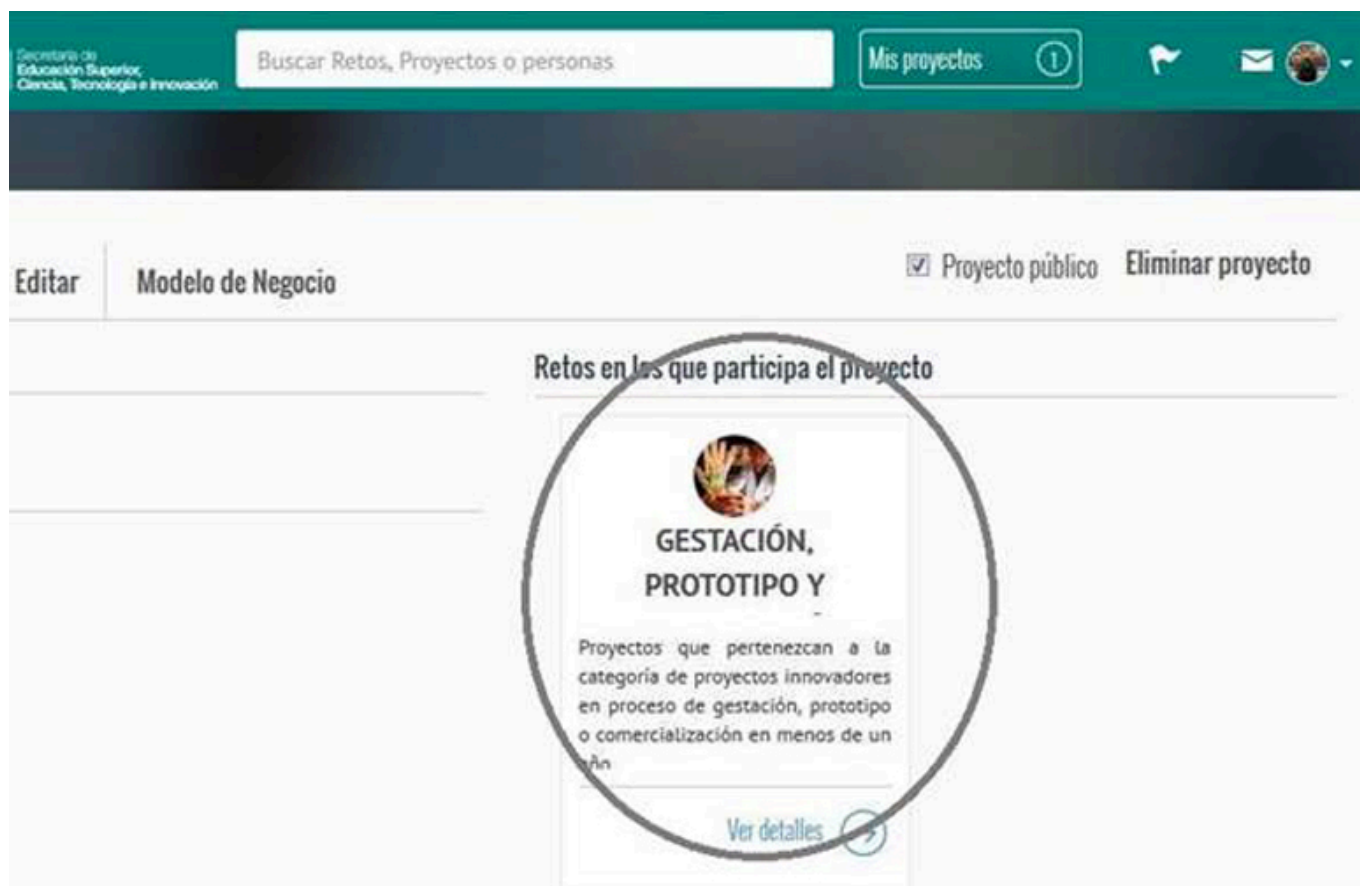 Secretaría de
Educación Superior,
Ciencia, Tecnología e Innovación
Buscar Retos, Proyectos o personas
Mis proyectos 1
Editar
Modelo de Negocio
Proyecto público
Eliminar proyecto
Retos en los que participa el proyecto
GESTACIÓN,
PROTOTIPO Y
Proyectos que pertenezcan a la
categoría de proyectos innovadores
en proceso de gestación, prototipo
o comercialización en menos de un
año
Ver detalles